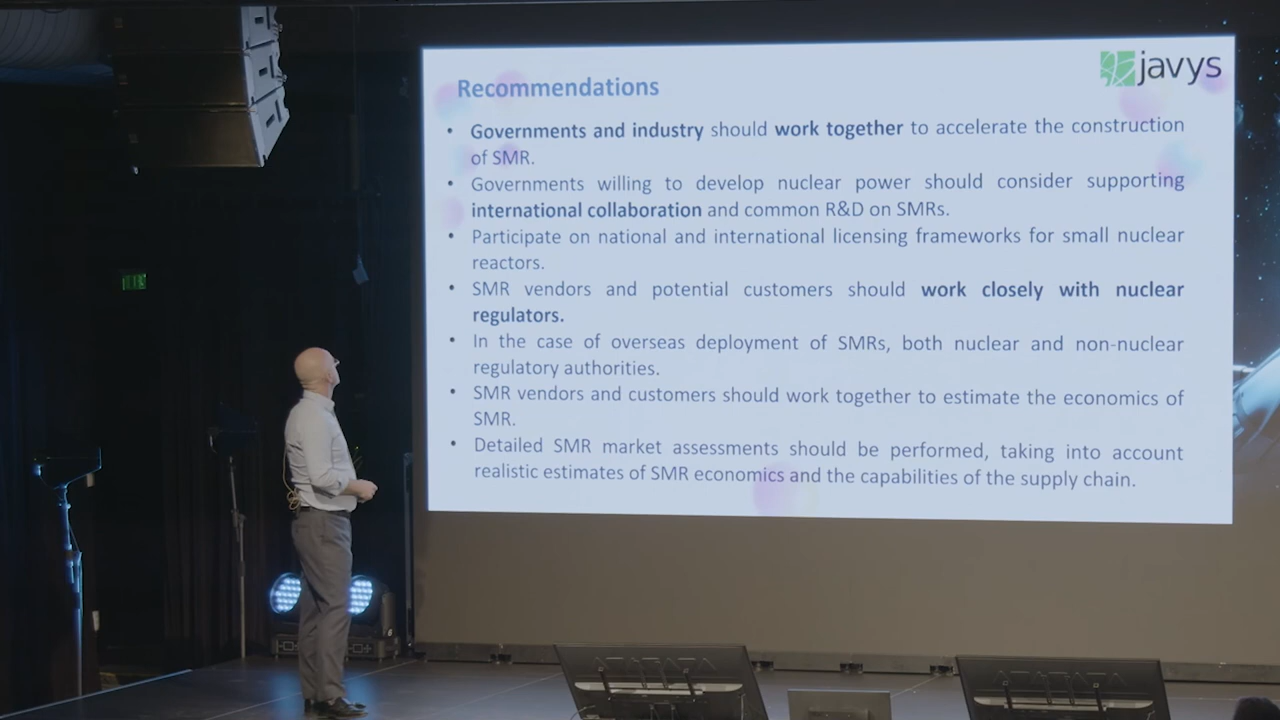 javys
Recommendations
• Governments and industry should work together to accelerate the construction
of SMR.
• Governments willing to develop nuclear power should consider supporting
international collaboration and common R&D on SMRs.
• Participate on national and international licensing frameworks for small nuclear
reactors.
• SMR vendors and potential customers should work closely with nuclear
regulators.
• In the case of overseas deployment of SMRs, both nuclear and non-nuclear
regulatory authorities.
• SMR vendors and customers should work together to estimate the economics of
SMR.
• Detailed SMR market assessments should be performed, taking into account
realistic estimates of SMR economics and the capabilities of the supply chain.